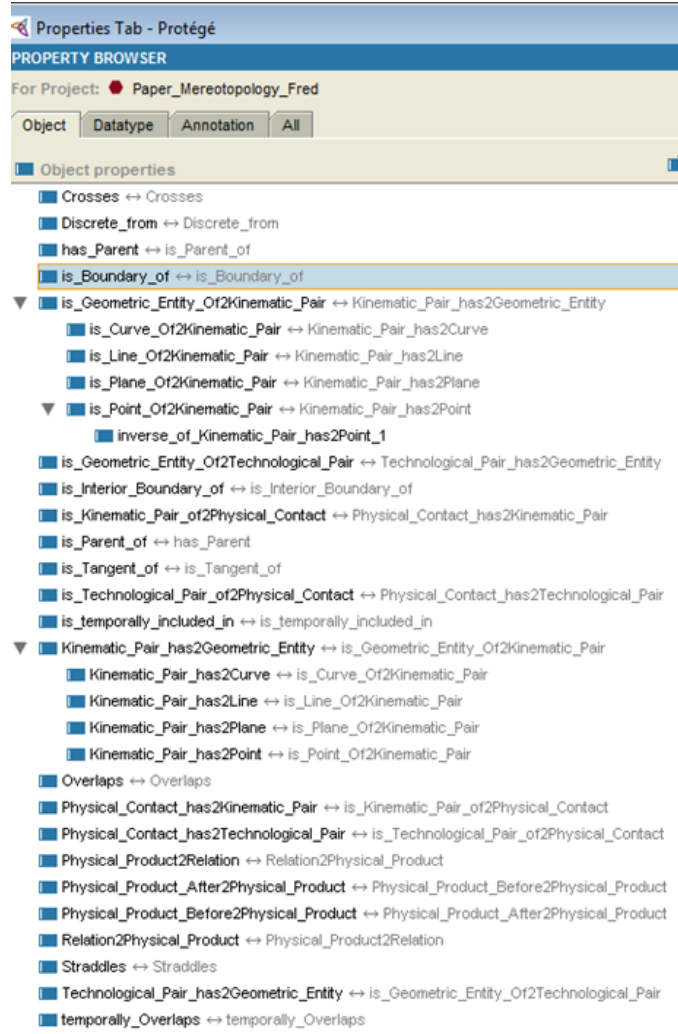 Properties Tab - Protégé
PROPERTY BROWSER
For Project: Paper_Mereotopology_Fred
Object Datatype Annotation All
Object properties
Crosses ↔ Crosses
Discrete_from ↔ Discrete_from
has_Parent ↔ is_Parent_of
is_Boundary_of ↔ is_Boundary_of
is_Geometric_Entity_Of2Kinematic_Pair ↔ Kinematic_Pair_has2Geometric_Entity
is_Curve_Of2Kinematic_Pair ↔ Kinematic_Pair_has2Curve
is_Line_Of2Kinematic_Pair ↔ Kinematic_Pair_has2Line
is_Plane_Of2Kinematic_Pair ↔ Kinematic_Pair_has2Plane
is_Point_Of2Kinematic_Pair ↔ Kinematic_Pair_has2Point
inverse_of_Kinematic_Pair_has2Point_1
is_Geometric_Entity_Of2Technological_Pair ↔ Technological_Pair_has2Geometric_Entity
is_Interior_Boundary_of ↔ is_Interior_Boundary_of
is_Kinematic_Pair_of2Physical_Contact ↔ Physical_Contact_has2Kinematic_Pair
is_Parent_of ↔ has_Parent
is_Tangent_of ↔ is_Tangent_of
is_Technological_Pair_of2Physical_Contact ↔ Physical_Contact_has2Technological_Pair
is_temporally_included_in ↔ is_temporally_included_in
Kinematic_Pair_has2Geometric_Entity ↔ is_Geometric_Entity_Of2Kinematic_Pair
Kinematic_Pair_has2Curve ↔ is_Curve_Of2Kinematic_Pair
Kinematic_Pair_has2Line ↔ is_Line_Of2Kinematic_Pair
Kinematic_Pair_has2Plane ↔ is_Plane_Of2Kinematic_Pair
Kinematic_Pair_has2Point ↔ is_Point_Of2Kinematic_Pair
Overlaps ↔ Overlaps
Physical_Contact_has2Kinematic_Pair ↔ is_Kinematic_Pair_of2Physical_Contact
Physical_Contact_has2Technological_Pair ↔ is_Technological_Pair_of2Physical_Contact
Physical_Product2Relation ↔ Relation2Physical_Product
Physical_Product_After2Physical_Product ↔ Physical_Product_Before2Physical_Product
Physical_Product_Before2Physical_Product ↔ Physical_Product_After2Physical_Product
Relation2Physical_Product ↔ Physical_Product2Relation
Straddles ↔ Straddles
Technological_Pair_has2Geometric_Entity ↔ is_Geometric_Entity_Of2Technological_Pair
temporally_Overlaps ↔ temporally_Overlaps